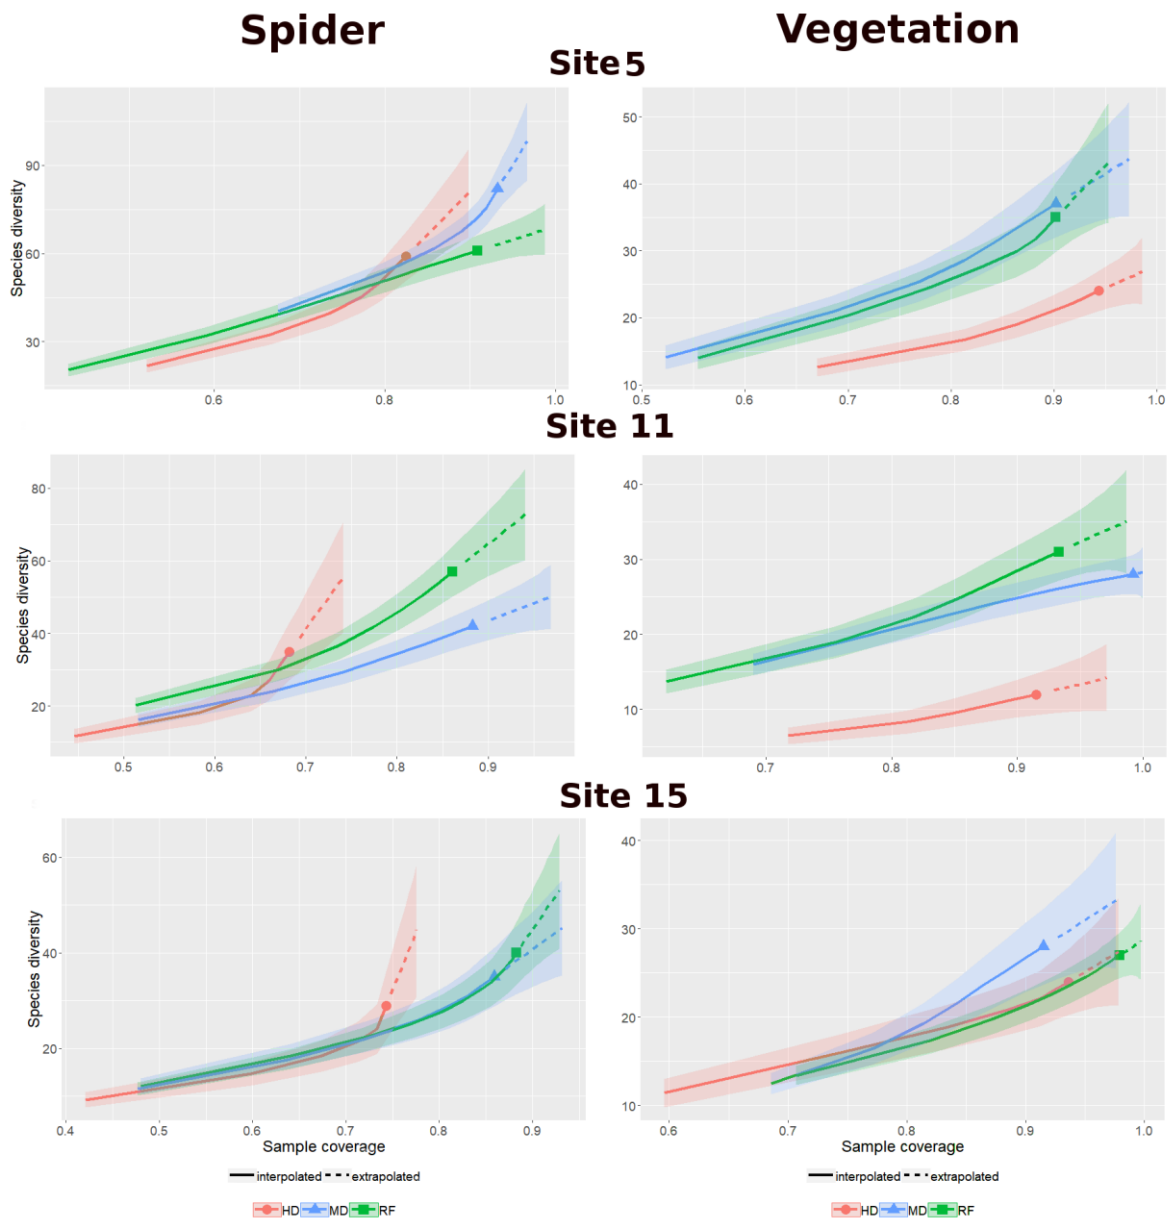 Spider Vegetation
Site 5
Species diversity
90
60
30
0.6 0.8 1.0
50
40
30
20
10
0.5 0.6 0.7 0.8 0.9 1.0
Site 11
Species diversity
80
60
40
20
0.5 0.6 0.7 0.8 0.9
40
30
20
10
0.7 0.8 0.9 1.0
Site 15
Species diversity
60
40
20
0.4 0.5 0.6 0.7 0.8 0.9
Sample coverage
interpolated extrapolated
HD MD RF
40
30
20
10
0.6 0.7 0.8 0.9 1.0
Sample coverage
interpolated extrapolated
HD MD RF